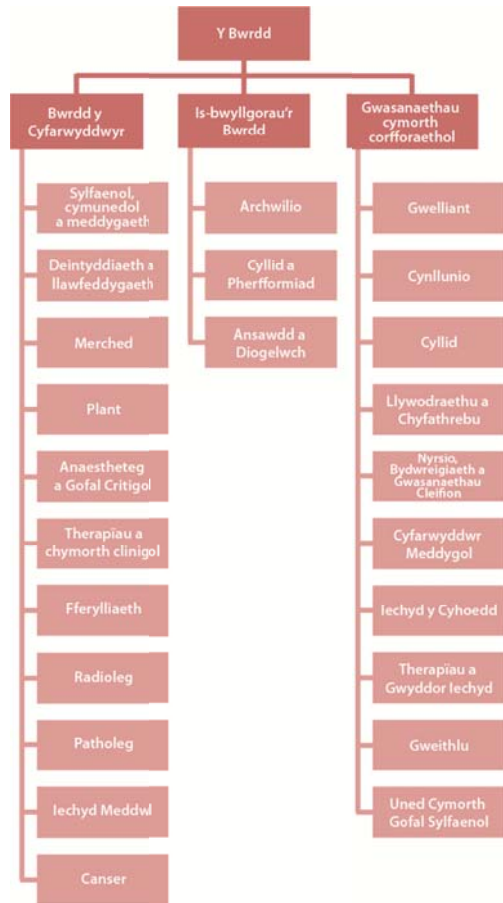 Y Bwrdd
Bwrdd y
Cyfarwyddwyr
Sylfaenol,
cymunedol
a meddygaeth
Deintyddiaeth a
llawfeddygaeth
Merched
Plant
Anaestheteg
a Gofal Critigol
Therapïau a
chymorth clinigol
Fferylliaeth
Radioleg
Patholeg
Iechyd Meddwl
Canser
Is-bwyllgorau'r
Bwrdd
Archwilio
Cyllid a
Pherfformiad
Ansawdd a
Diogelwch
Gwasanaethau
cymorth
corfforaethol
Gwelliant
Cynllunio
Cyllid
Llywodraethu a
Chyfathrebu
Nyrsio,
Bydwreigiaeth a
Gwasanaethau
Cleifion
Cyfarwyddwr
Meddygol
Iechyd y Cyhoedd
Therapïau a
Gwyddor Iechyd
Gweithlu
Uned Cymorth
Gofal Sylfaenol